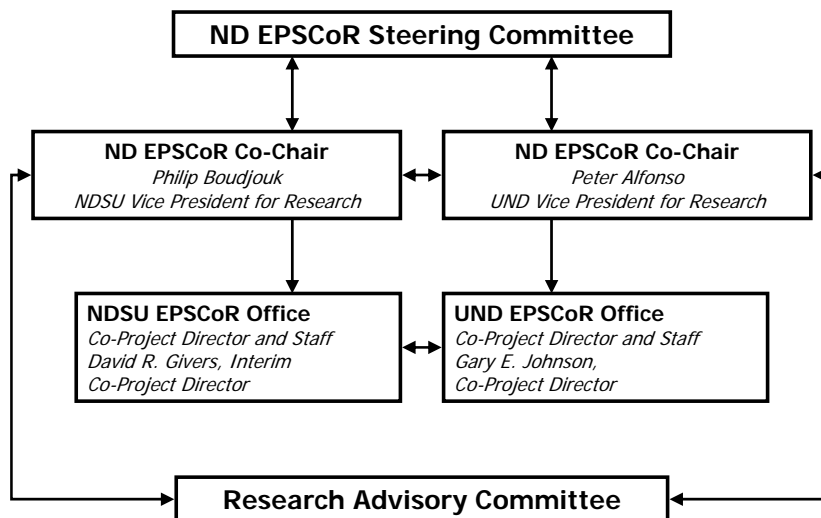 ND EPSCoR Steering Committee
ND EPSCoR Co-Chair
Philip Boudjouk
NDSU Vice President for Research
ND EPSCoR Co-Chair
Peter Alfonso
UND Vice President for Research
NDSU EPSCoR Office
Co-Project Director and Staff
David R. Givers, Interim
Co-Project Director
UND EPSCoR Office
Co-Project Director and Staff
Gary E. Johnson,
Co-Project Director
Research Advisory Committee